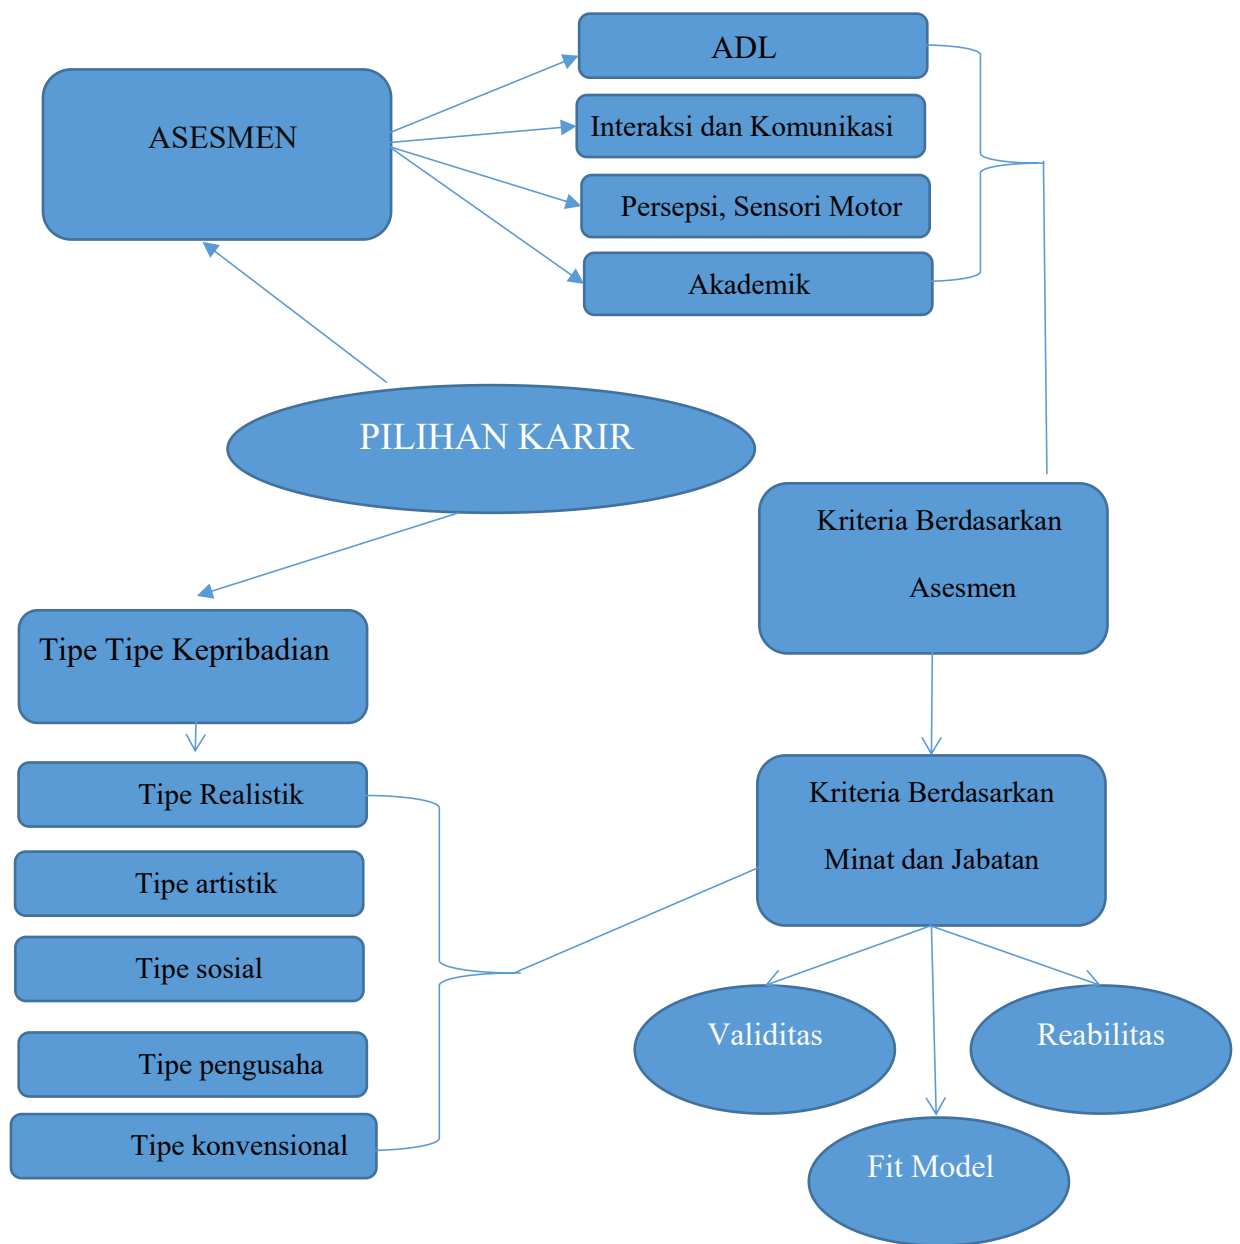 ADL
ASESMEN
Interaksi dan Komunikasi
Persepsi, Sensori Motor
Akademik
PILIHAN KARIR
Kriteria Berdasarkan
Asesmen
Tipe Tipe Kepribadian
Tipe Realistik
Tipe artistik
Tipe sosial
Tipe pengusaha
Tipe konvensional
Kriteria Berdasarkan
Minat dan Jabatan
Validitas
Reabilitas
Fit Model